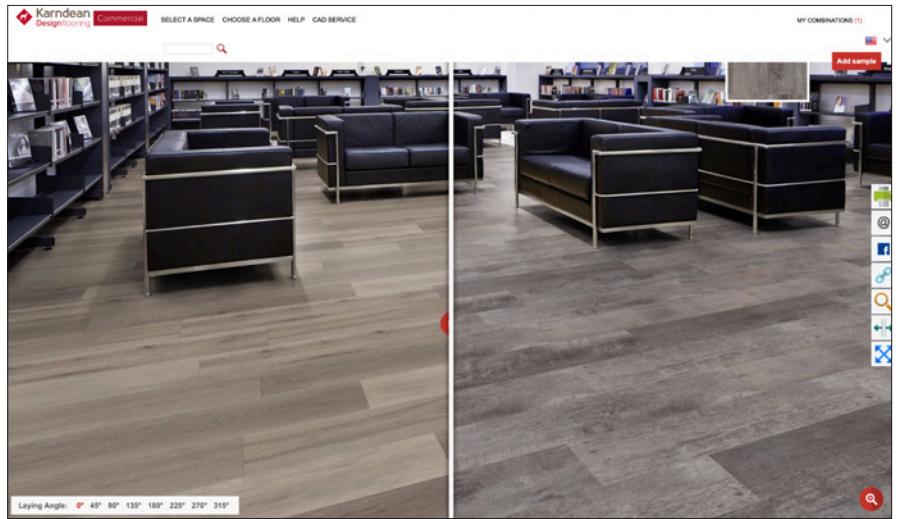 Karndean
Designflooring
Commercial
SELECT A SPACE CHOOSE A FLOOR HELP CAD SERVICE
MY COMBINATIONS (1)
Add sample
@
f
Laying Angle: 0° 45° 90° 135° 180° 225° 270° 315°